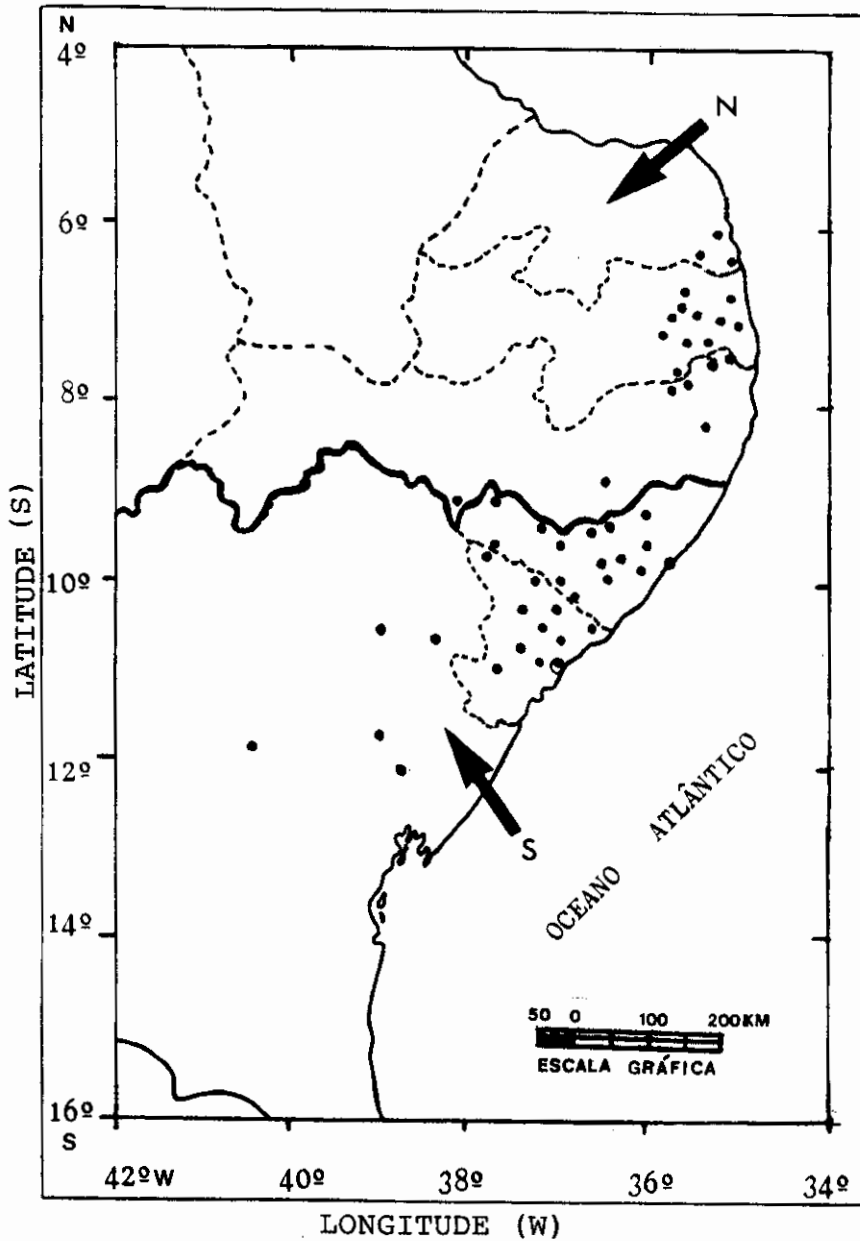 N
4º
N
6º
8º
LATITUDE (S)
10º
12º
S
OCEANO ATLÂNTICO
14º
50 0 100 200KM
ESCALA GRÁFICA
16º
S
42ºW 40º 38º 36º 34º
LONGITUDE (W)